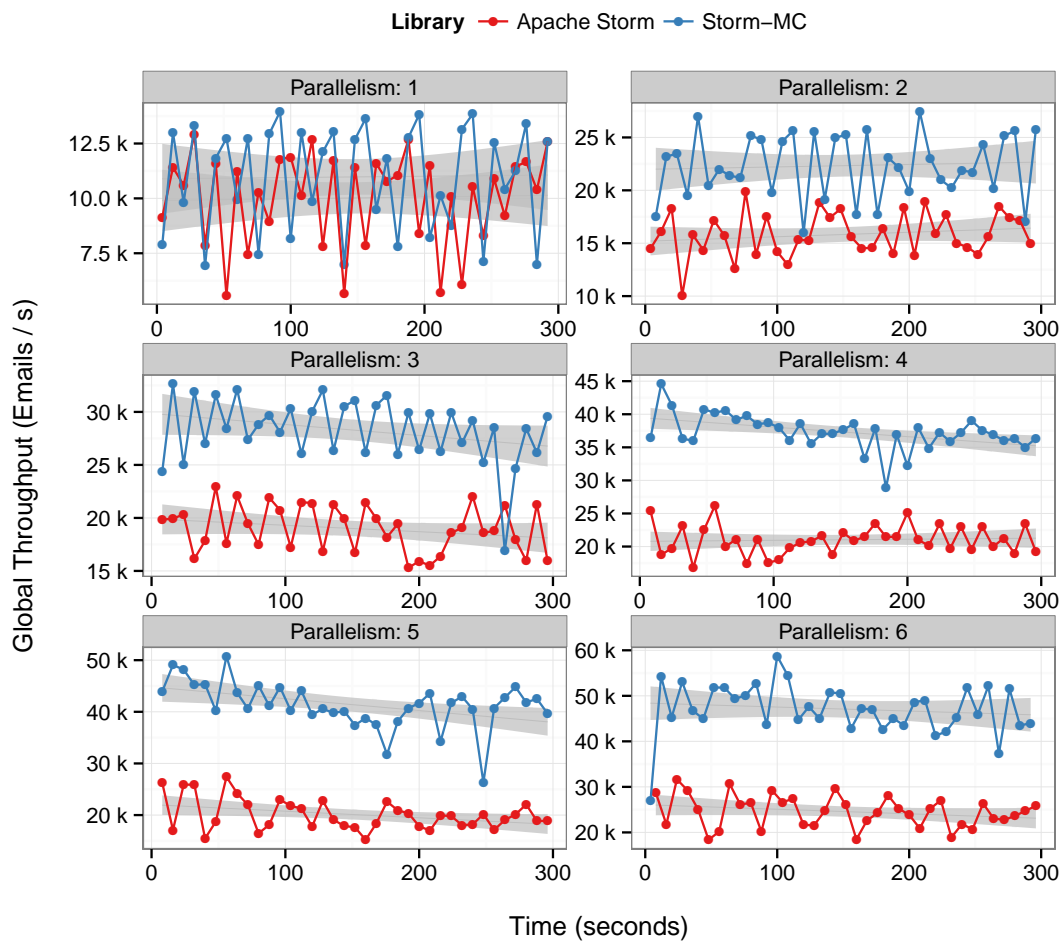 Library Apache Storm Storm−MC
Parallelism: 1 Parallelism: 2
12.5 k
10.0 k
7.5 k
0 100 200 300
25 k
20 k
15 k
10 k
0 100 200 300
Parallelism: 3 Parallelism: 4
30 k
25 k
20 k
15 k
0 100 200 300
45 k
40 k
35 k
30 k
25 k
20 k
0 100 200 300
Parallelism: 5 Parallelism: 6
50 k
40 k
30 k
20 k
0 100 200 300
60 k
50 k
40 k
30 k
20 k
0 100 200 300
Global Throughput (Emails / s)
Time (seconds)